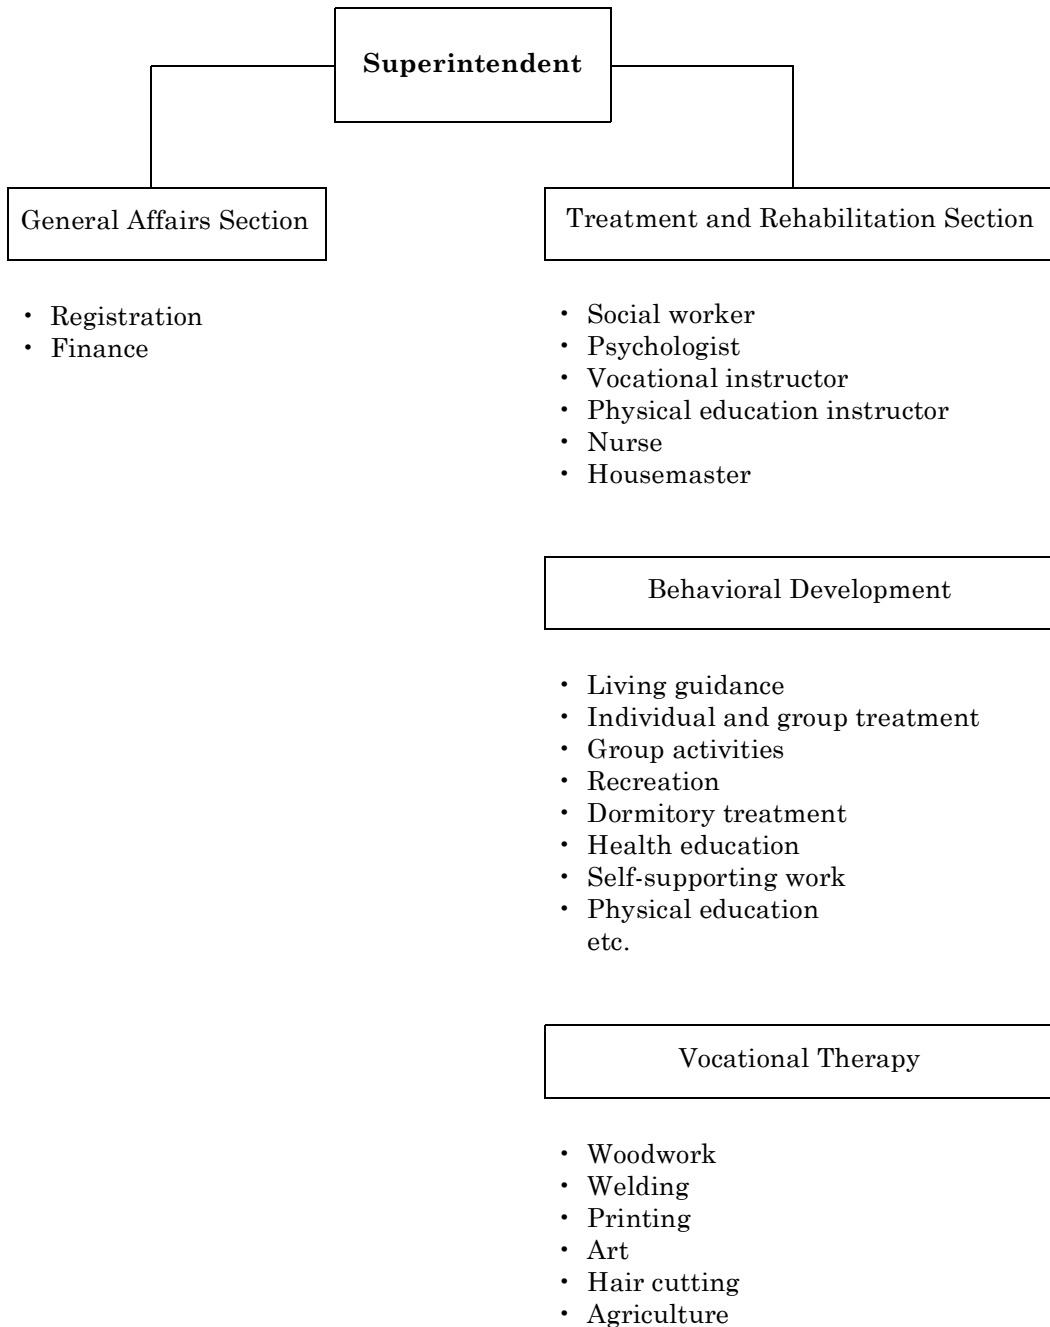 Superintendent
General Affairs Section
・ Registration
・ Finance
Treatment and Rehabilitation Section
・ Social worker
・ Psychologist
・ Vocational instructor
・ Physical education instructor
・ Nurse
・ Housemaster
Behavioral Development
・ Living guidance
・ Individual and group treatment
・ Group activities
・ Recreation
・ Dormitory treatment
・ Health education
・ Self-supporting work
・ Physical education
etc.
Vocational Therapy
・ Woodwork
・ Welding
・ Printing
・ Art
・ Hair cutting
・ Agriculture